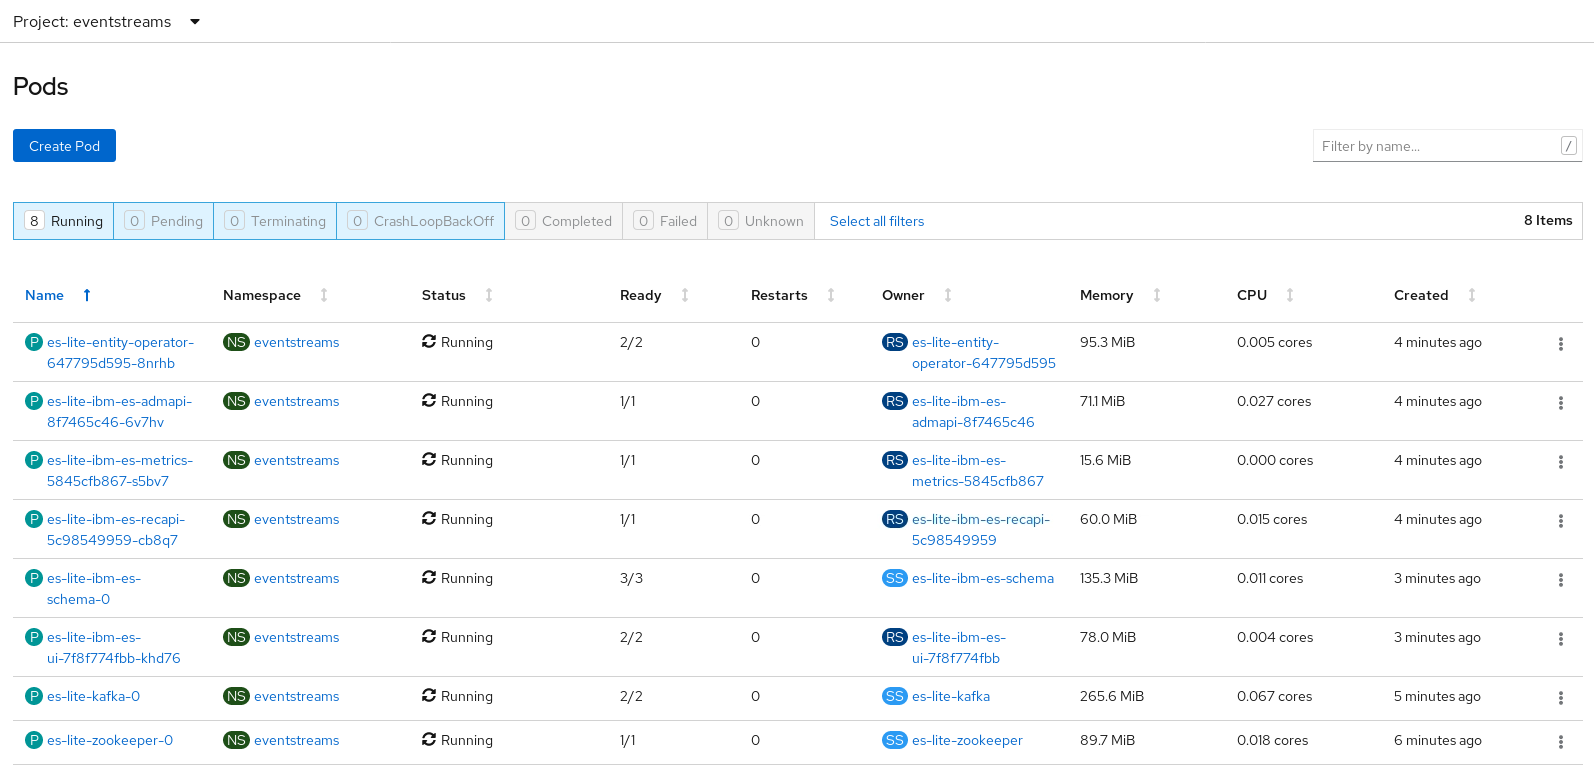 Project: eventstreams
Pods
Create Pod
Filter by name...
/
8 Running 0 Pending 0 Terminating 0 CrashLoopBackOff 0 Completed 0 Failed 0 Unknown Select all filters 8 Items
Name Namespace Status Ready Restarts Owner Memory CPU Created
P es-lite-entity-operator- NS eventstreams Running 2/2 0 RS es-lite-entity- 95.3 MiB 0.005 cores 4 minutes ago
647795d595-8nrhb operator-647795d595
P es-lite-ibm-es-admapi- NS eventstreams Running 1/1 0 RS es-lite-ibm-es- 71.1 MiB 0.027 cores 4 minutes ago
8f7465c46-6v7hv admapi-8f7465c46
P es-lite-ibm-es-metrics- NS eventstreams Running 1/1 0 RS es-lite-ibm-es- 15.6 MiB 0.000 cores 4 minutes ago
5845cfb867-s5bv7 metrics-5845cfb867
P es-lite-ibm-es-recapi- NS eventstreams Running 1/1 0 RS es-lite-ibm-es-recapi- 60.0 MiB 0.015 cores 4 minutes ago
5c98549959-cb8q7 5c98549959
P es-lite-ibm-es- NS eventstreams Running 3/3 0 SS es-lite-ibm-es-schema 135.3 MiB 0.011 cores 3 minutes ago
schema-0
P es-lite-ibm-es- NS eventstreams Running 2/2 0 RS es-lite-ibm-es- 78.0 MiB 0.004 cores 3 minutes ago
ui-7f8f774fbb-khd76 ui-7f8f774fbb
P es-lite-kafka-0 NS eventstreams Running 2/2 0 SS es-lite-kafka 265.6 MiB 0.067 cores 5 minutes ago
P es-lite-zookeeper-0 NS eventstreams Running 1/1 0 SS es-lite-zookeeper 89.7 MiB 0.018 cores 6 minutes ago